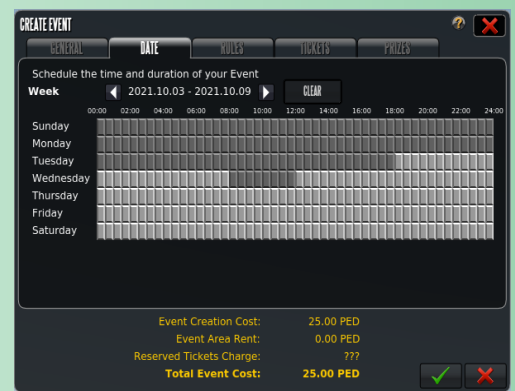 CREATE EVENT
GENERAL DATE RULES TICKETS PRIZES
Schedule the time and duration of your Event
Week 2021.10.03 - 2021.10.09 CLEAR
00:00 02:00 04:00 06:00 08:00 10:00 12:00 14:00 16:00 18:00 20:00 22:00 24:00
Sunday
Monday
Tuesday
Wednesday
Thursday
Friday
Saturday
Event Creation Cost: 25.00 PED
Event Area Rent: 0.00 PED
Reserved Tickets Charge: ???
Total Event Cost: 25.00 PED